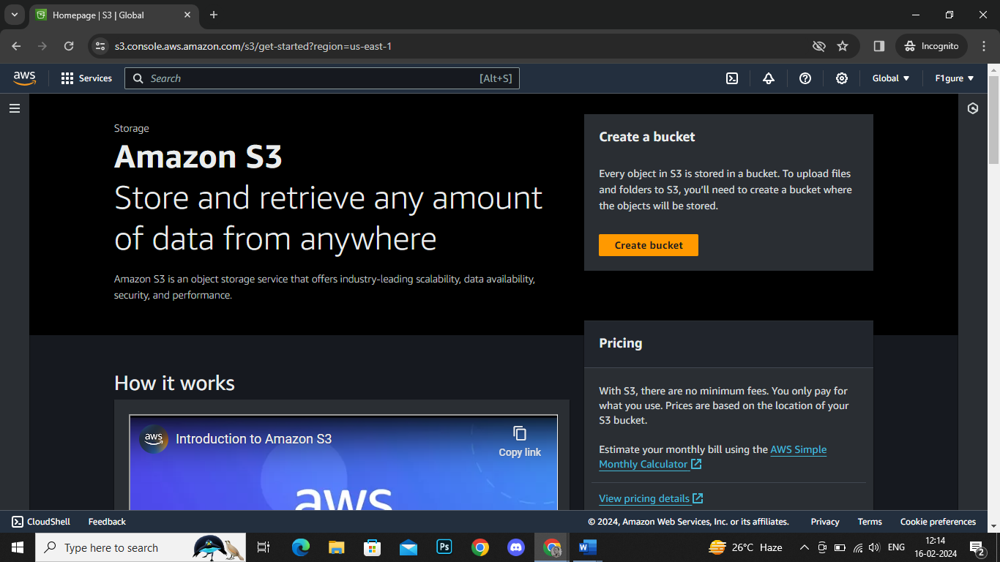 Homepage | S3 | Global
s3.console.aws.amazon.com/s3/get-started?region=us-east-1
Incognito
aws
Services
Search
[Alt+S]
Global
F1gure
Storage
Amazon S3
Store and retrieve any amount
of data from anywhere
Amazon S3 is an object storage service that offers industry-leading scalability, data availability,
security, and performance.
Create a bucket
Every object in S3 is stored in a bucket. To upload files
and folders to S3, you’ll need to create a bucket where
the objects will be stored.
Create bucket
How it works
aws
Introduction to Amazon S3
Copy link
aws
Pricing
With S3, there are no minimum fees. You only pay for
what you use. Prices are based on the location of your
S3 bucket.
Estimate your monthly bill using the AWS Simple
Monthly Calculator
View pricing details
CloudShell
Feedback
© 2024, Amazon Web Services, Inc. or its affiliates.
Privacy
Terms
Cookie preferences
Type here to search
Ps
W
26°C Haze
ENG
12:14
16-02-2024
2